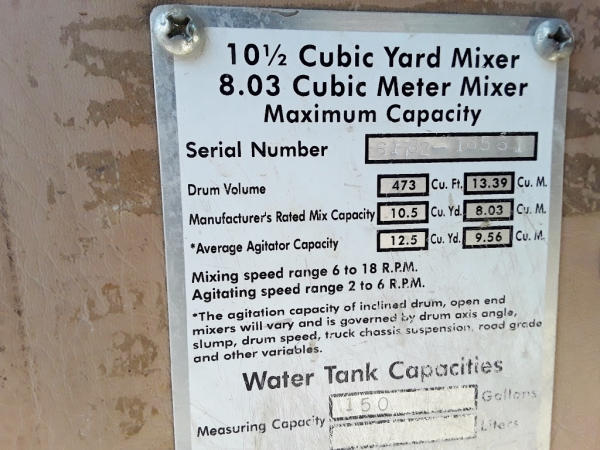 10½ Cubic Yard Mixer
8.03 Cubic Meter Mixer
Maximum Capacity
Serial Number
Drum Volume 473 Cu. Ft. 13.39 Cu. M.
Manufacturer's Rated Mix Capacity 10.5 Cu. Yd. 8.03 Cu. M.
*Average Agitator Capacity 12.5 Cu. Yd. 9.56 Cu. M.
Mixing speed range 6 to 18 R.P.M.
Agitating speed range 2 to 6 R.P.M.
*The agitation capacity of inclined drum, open end
mixers will vary and is governed by drum axis angle,
slump, drum speed, truck chassis suspension, road grade
and other variables.
Water Tank Capacities
Measuring Capacity 150 Gallons
Liters